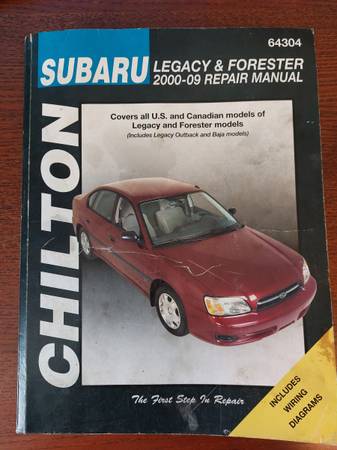 64304
SUBARU
LEGACY & FORESTER
2000-09 REPAIR MANUAL
Covers all U.S. and Canadian models of
Legacy and Forester models
(Includes Legacy Outback and Baja models)
CHILTON
The First Step In Repair
INCLUDES
WIRING
DIAGRAMS